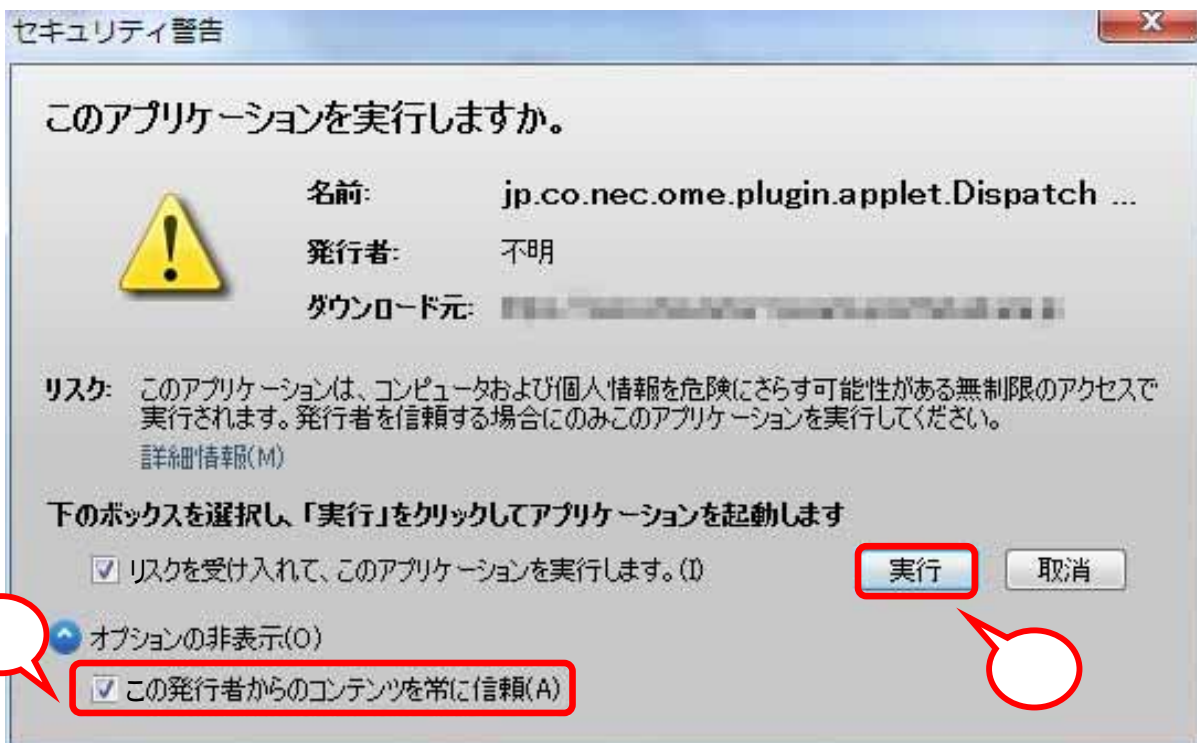 セキュリティ警告
このアプリケーションを実行しますか。
名前: jp.co.nec.ome.plugin.applet.Dispatch ...
発行者: 不明
ダウンロード元:
リスク: このアプリケーションは、コンピュータおよび個人情報を危険にさらす可能性がある無制限のアクセスで
実行されます。発行者を信頼する場合にのみこのアプリケーションを実行してください。
詳細情報(M)
下のボックスを選択し、「実行」をクリックしてアプリケーションを起動します
リスクを受け入れて、このアプリケーションを実行します。(I) 実行 取消
オプションの非表示(O)
この発行者からのコンテンツを常に信頼(A)